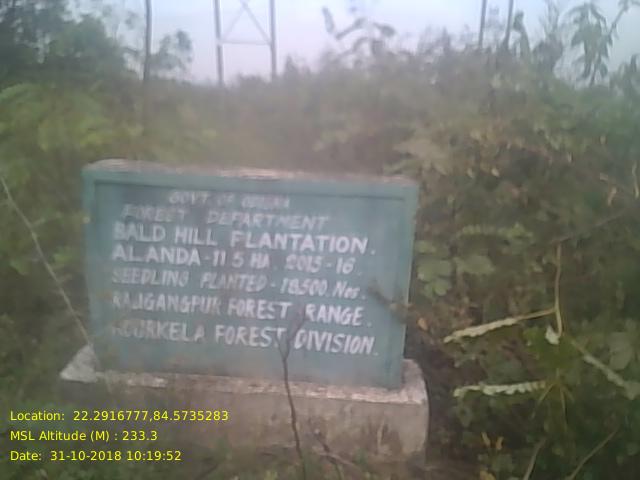 GOVT. OF ODISHA
FOREST DEPARTMENT
BALD HILL PLANTATION.
ALANDA - 11.5 HA. 2015-16.
SEEDLING PLANTED - 18,500 Nos.
RAJGANGPUR FOREST RANGE.
ROURKELA FOREST DIVISION.
Location: 22.2916777,84.5735283
MSL Altitude (M) : 233.3
Date: 31-10-2018 10:19:52